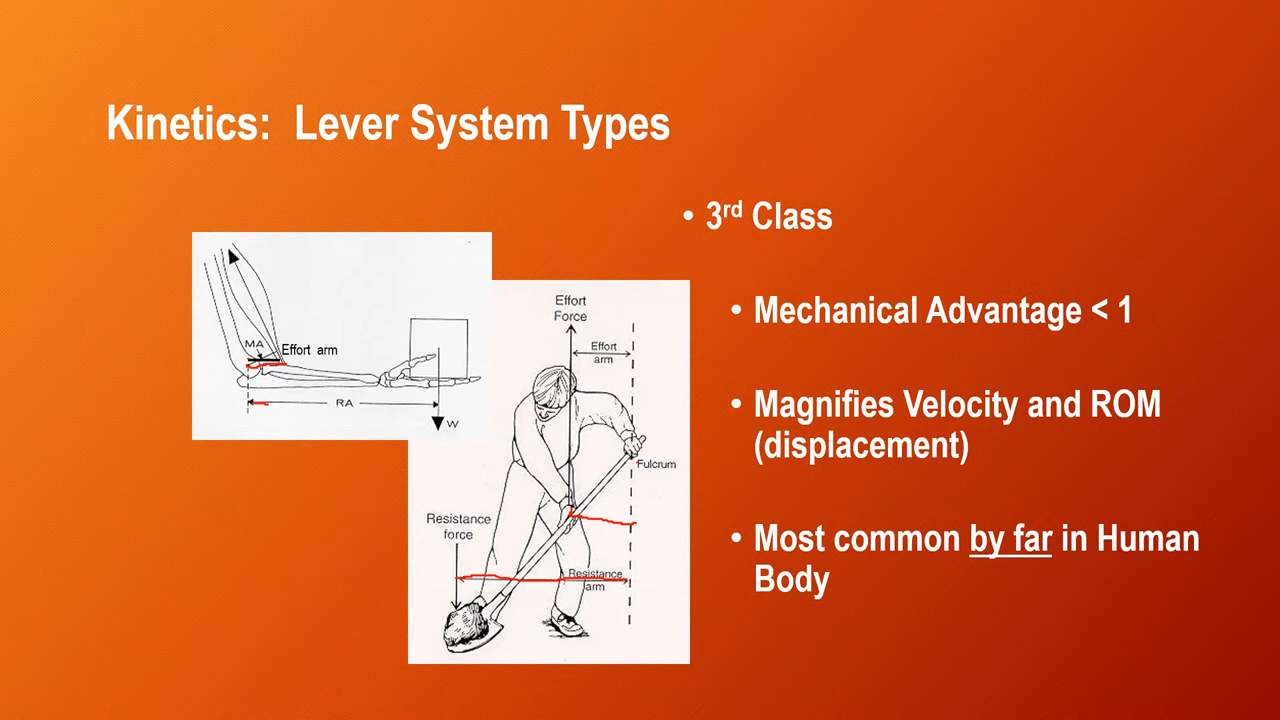 Kinetics: Lever System Types
• 3rd Class
• Mechanical Advantage < 1
• Magnifies Velocity and ROM
(displacement)
• Most common by far in Human
Body
MA
Effort arm
RA
W
Effort
Force
Effort
arm
Fulcrum
Resistance
force
Resistance
arm